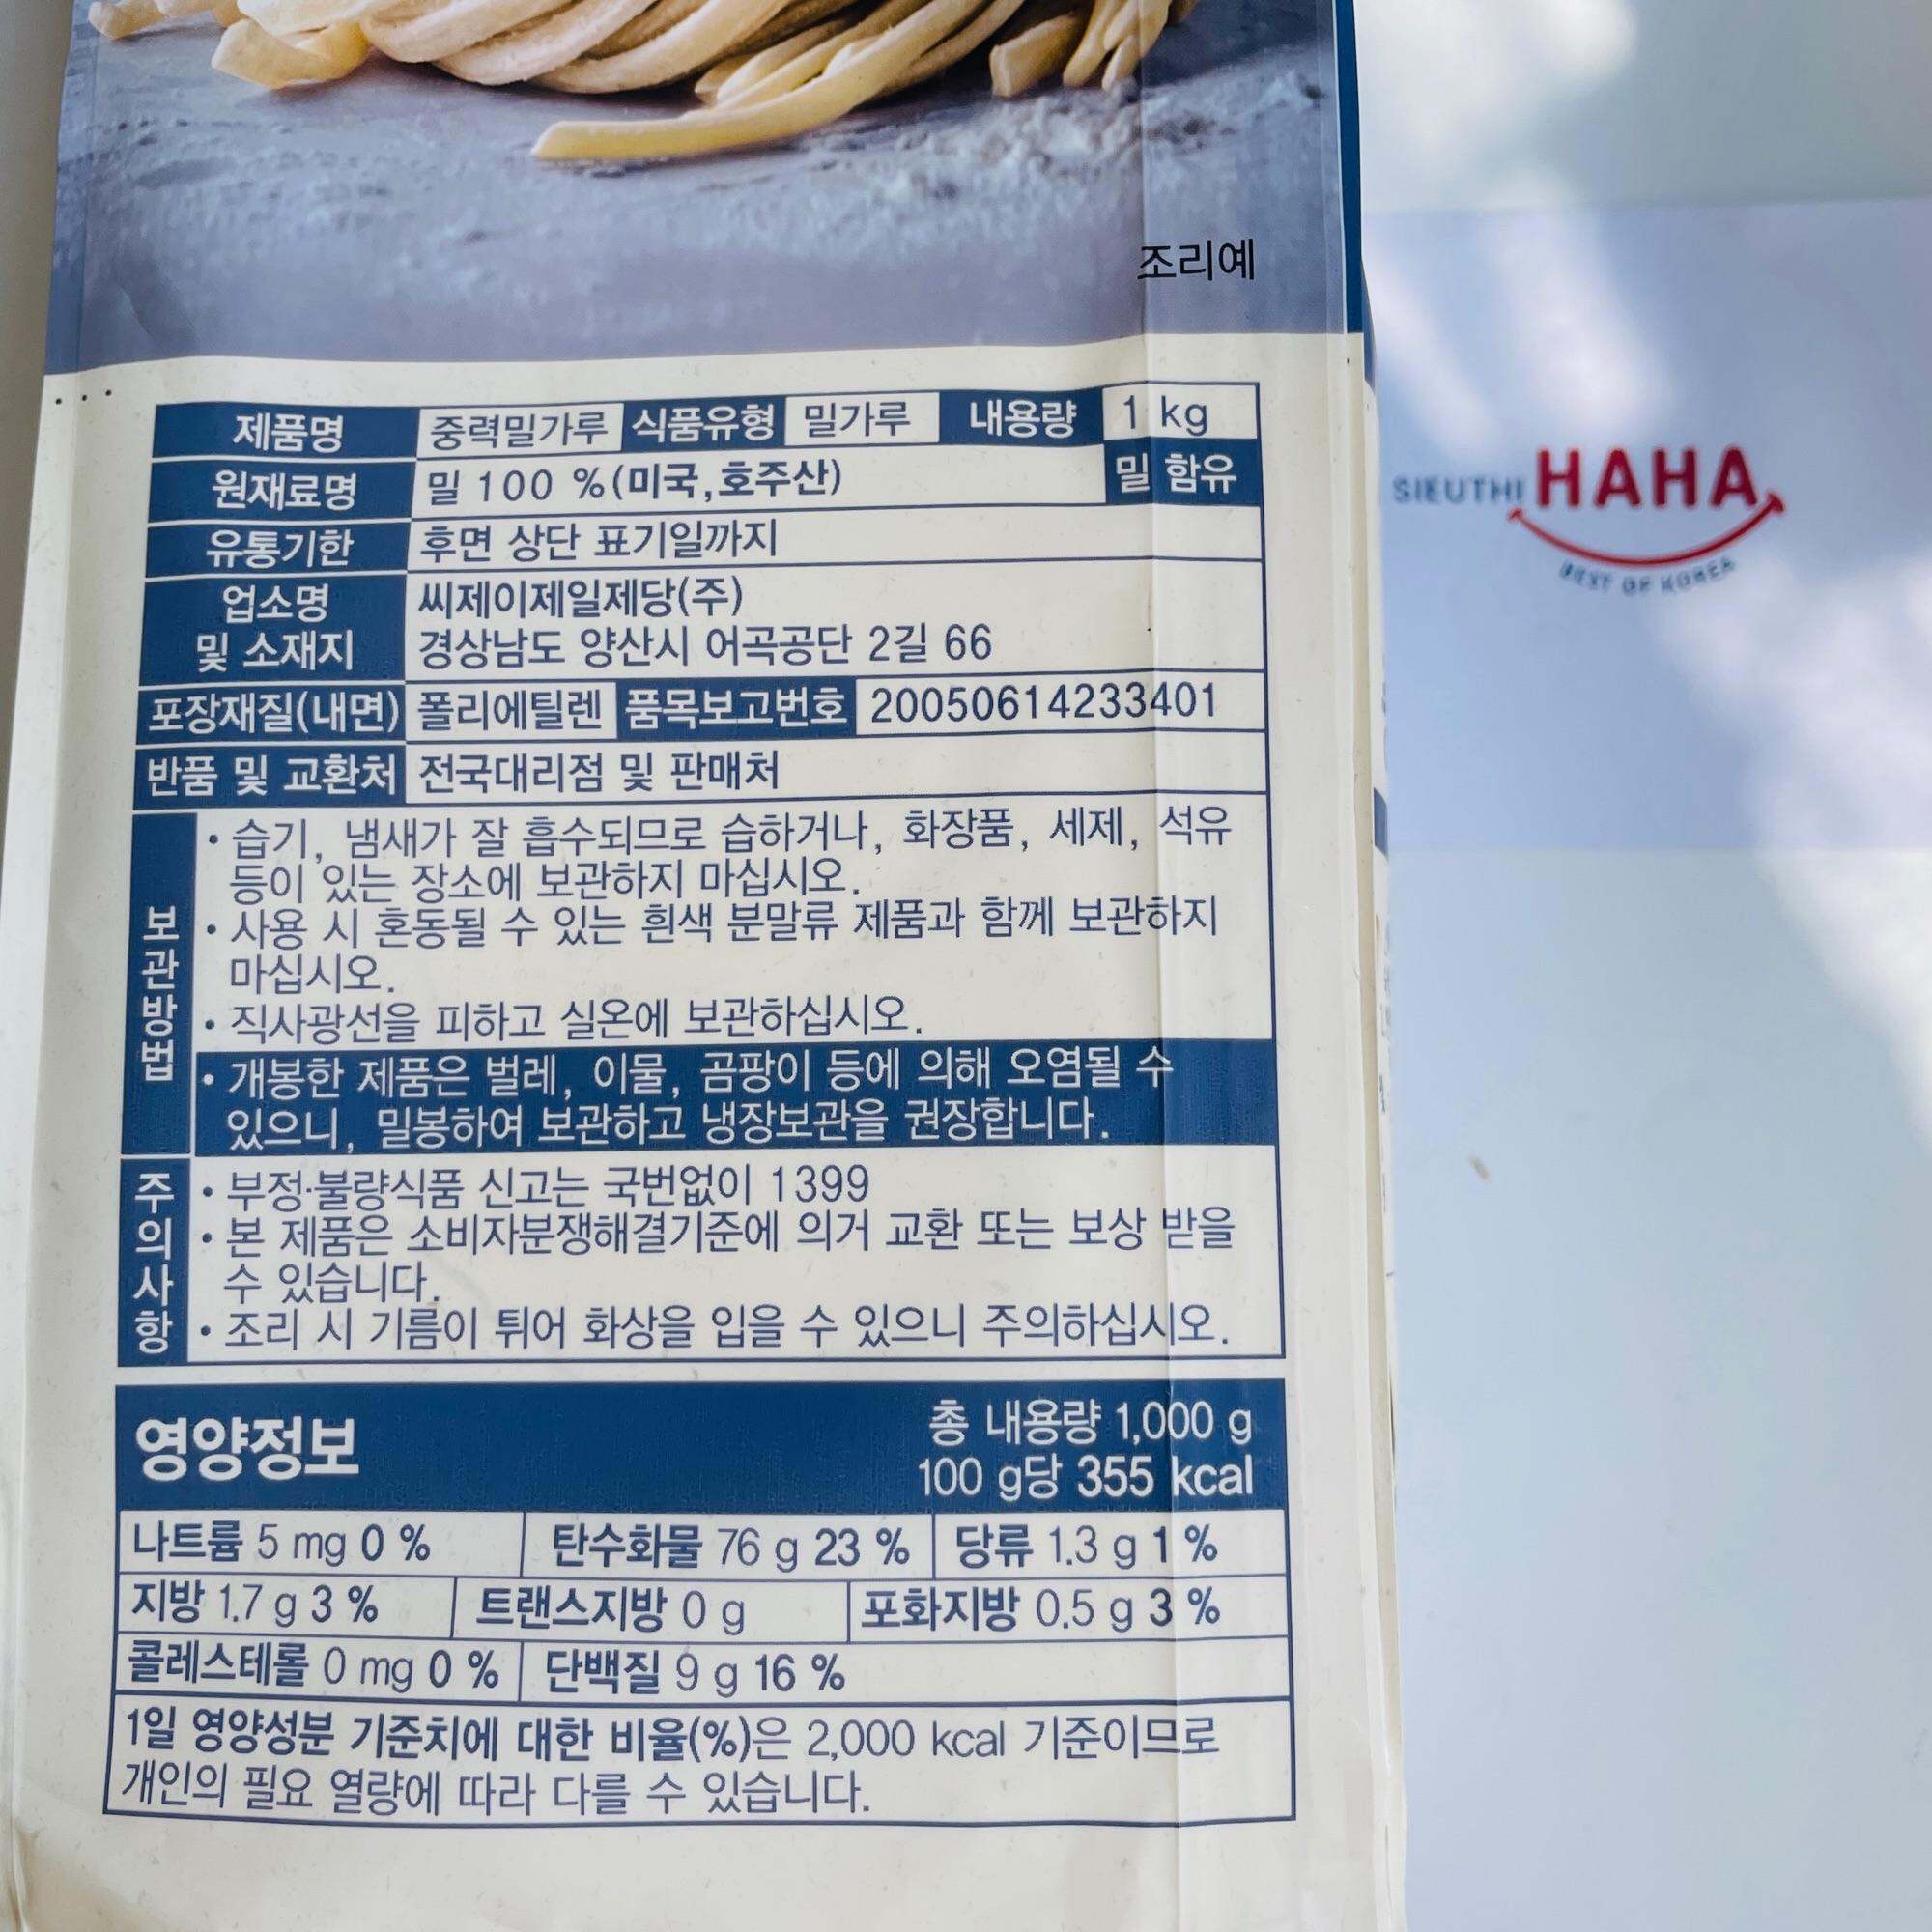 조리예
제품명 중력밀가루 식품유형 밀가루 내용량 1 kg
원재료명 밀 100 %(미국,호주산) 밀 함유
유통기한 후면 상단 표기일까지
업소명 씨제이제일제당(주)
및 소재지 경상남도 양산시 어곡공단 2길 66
포장재질(내면) 폴리에틸렌 품목보고번호 20050614233401
반품 및 교환처 전국대리점 및 판매처
보관방법
• 습기, 냄새가 잘 흡수되므로 습하거나, 화장품, 세제, 석유
등이 있는 장소에 보관하지 마십시오.
• 사용 시 혼동될 수 있는 흰색 분말류 제품과 함께 보관하지
마십시오.
• 직사광선을 피하고 실온에 보관하십시오.
• 개봉한 제품은 벌레, 이물, 곰팡이 등에 의해 오염될 수
있으니, 밀봉하여 보관하고 냉장보관을 권장합니다.
주의사항
• 부정·불량식품 신고는 국번없이 1399
• 본 제품은 소비자분쟁해결기준에 의거 교환 또는 보상 받을
수 있습니다.
• 조리 시 기름이 튀어 화상을 입을 수 있으니 주의하십시오.
영양정보
총 내용량 1,000 g
100 g당 355 kcal
나트륨 5 mg 0 % 탄수화물 76 g 23 % 당류 1.3 g 1 %
지방 1.7 g 3 % 트랜스지방 0 g 포화지방 0.5 g 3 %
콜레스테롤 0 mg 0 % 단백질 9 g 16 %
1일 영양성분 기준치에 대한 비율(%)은 2,000 kcal 기준이므로
개인의 필요 열량에 따라 다를 수 있습니다.
SIEUTHI HAHA
BEST OF KOREA